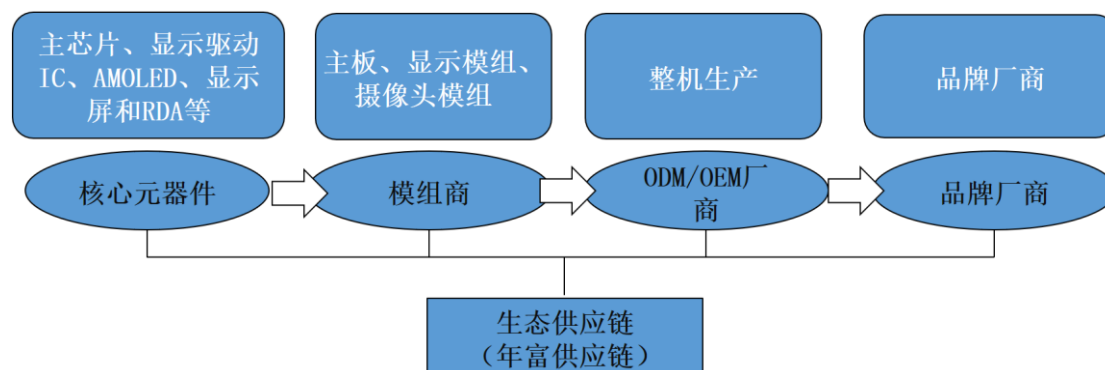 主芯片、显示驱动
IC、AMOLED、显示
屏和RDA等
主板、显示模组、
摄像头模组
整机生产
品牌厂商
核心元器件
模组商
ODM/OEM厂
商
品牌厂商
生态供应链
（年富供应链）